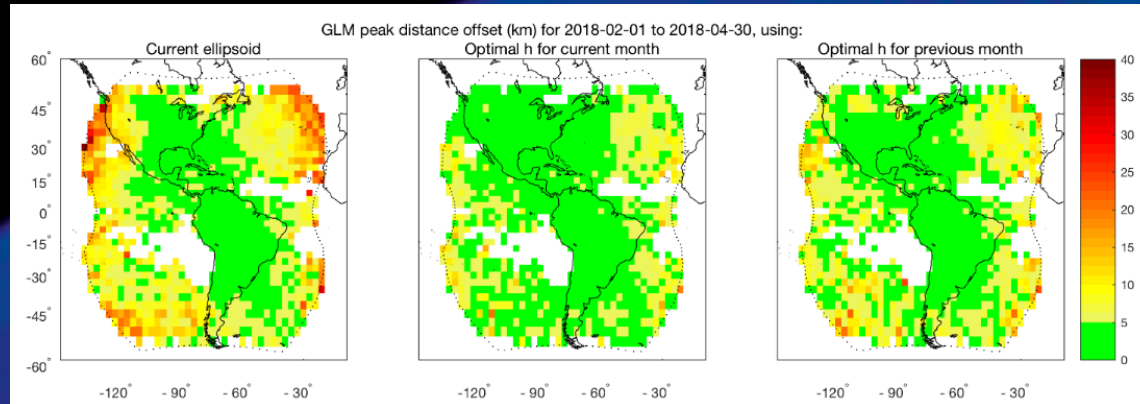 GLM peak distance offset (km) for 2018-02-01 to 2018-04-30, using:
Current ellipsoid
Optimal h for current month
Optimal h for previous month
60°
45°
30°
15°
0°
-15°
-30°
-45°
-60°
-120° -90° -60° -30°
-120° -90° -60° -30°
-120° -90° -60° -30°
40
35
30
25
20
15
10
5
0